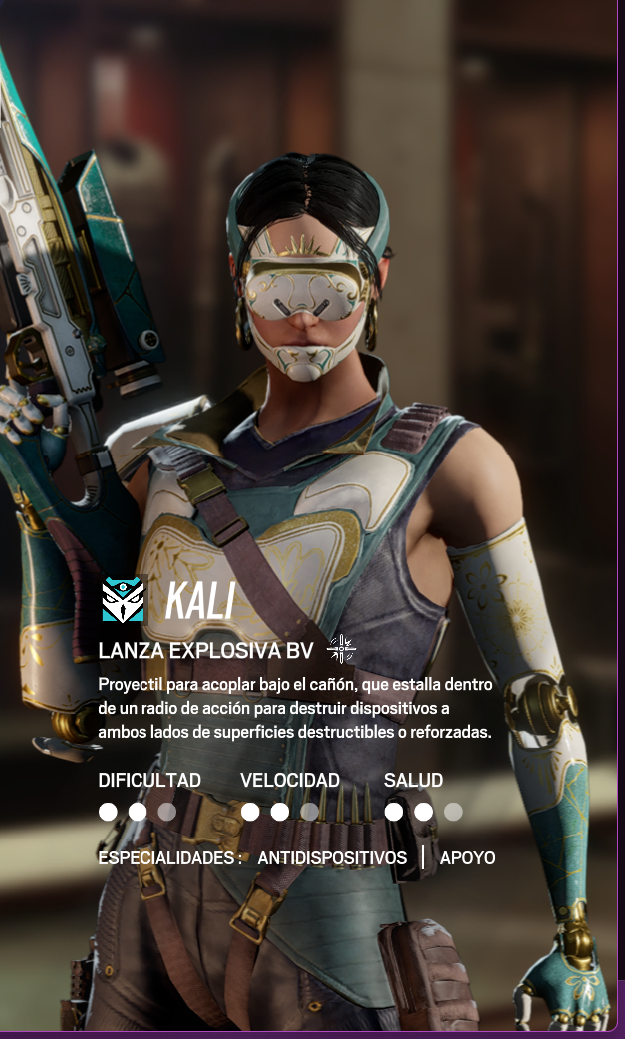 KALI
LANZA EXPLOSIVA BV
Proyectil para acoplar bajo el cañón, que estalla dentro
de un radio de acción para destruir dispositivos a
ambos lados de superficies destructibles o reforzadas.
DIFICULTAD VELOCIDAD SALUD
ESPECIALIDADES: ANTIDISPOSITIVOS | APOYO